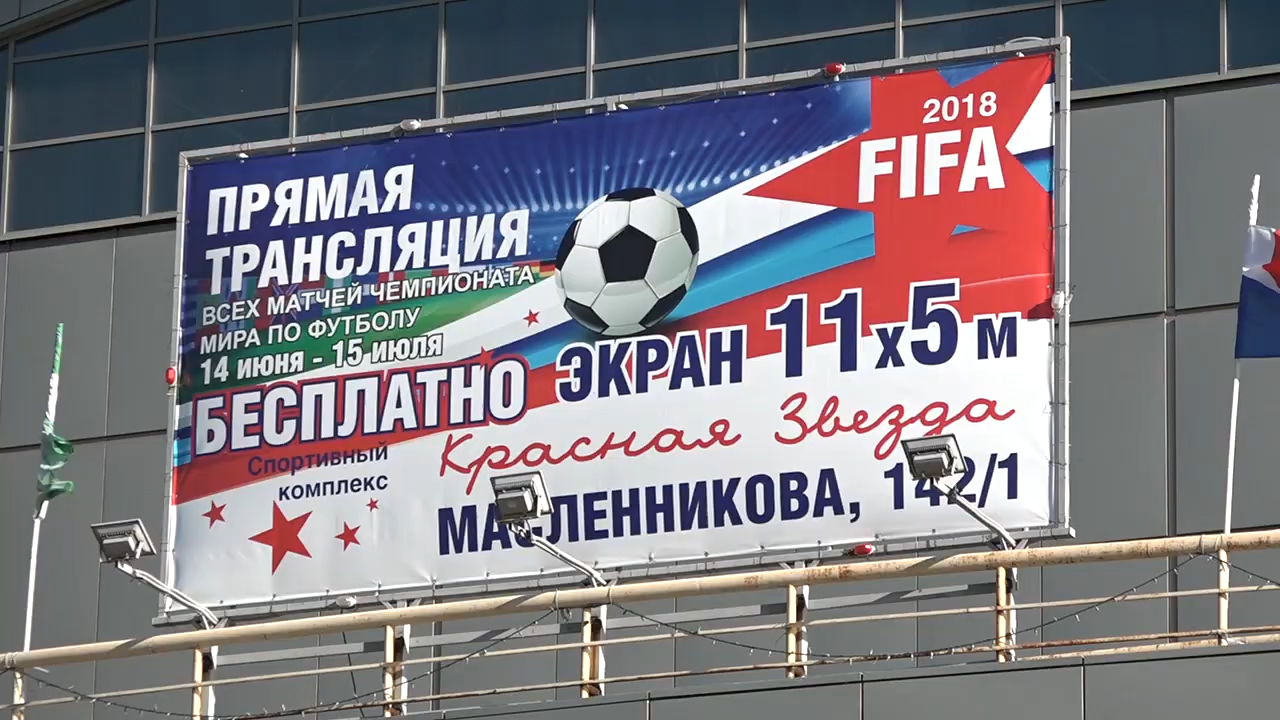 2018
FIFA
ПРЯМАЯ
ТРАНСЛЯЦИЯ
ВСЕХ МАТЧЕЙ ЧЕМПИОНАТА
МИРА ПО ФУТБОЛУ
14 ИЮНЯ - 15 ИЮЛЯ
БЕСПЛАТНО
ЭКРАН 11х5 м
Спортивный
комплекс
Красная Звезда
МАСЛЕННИКОВА, 142/1